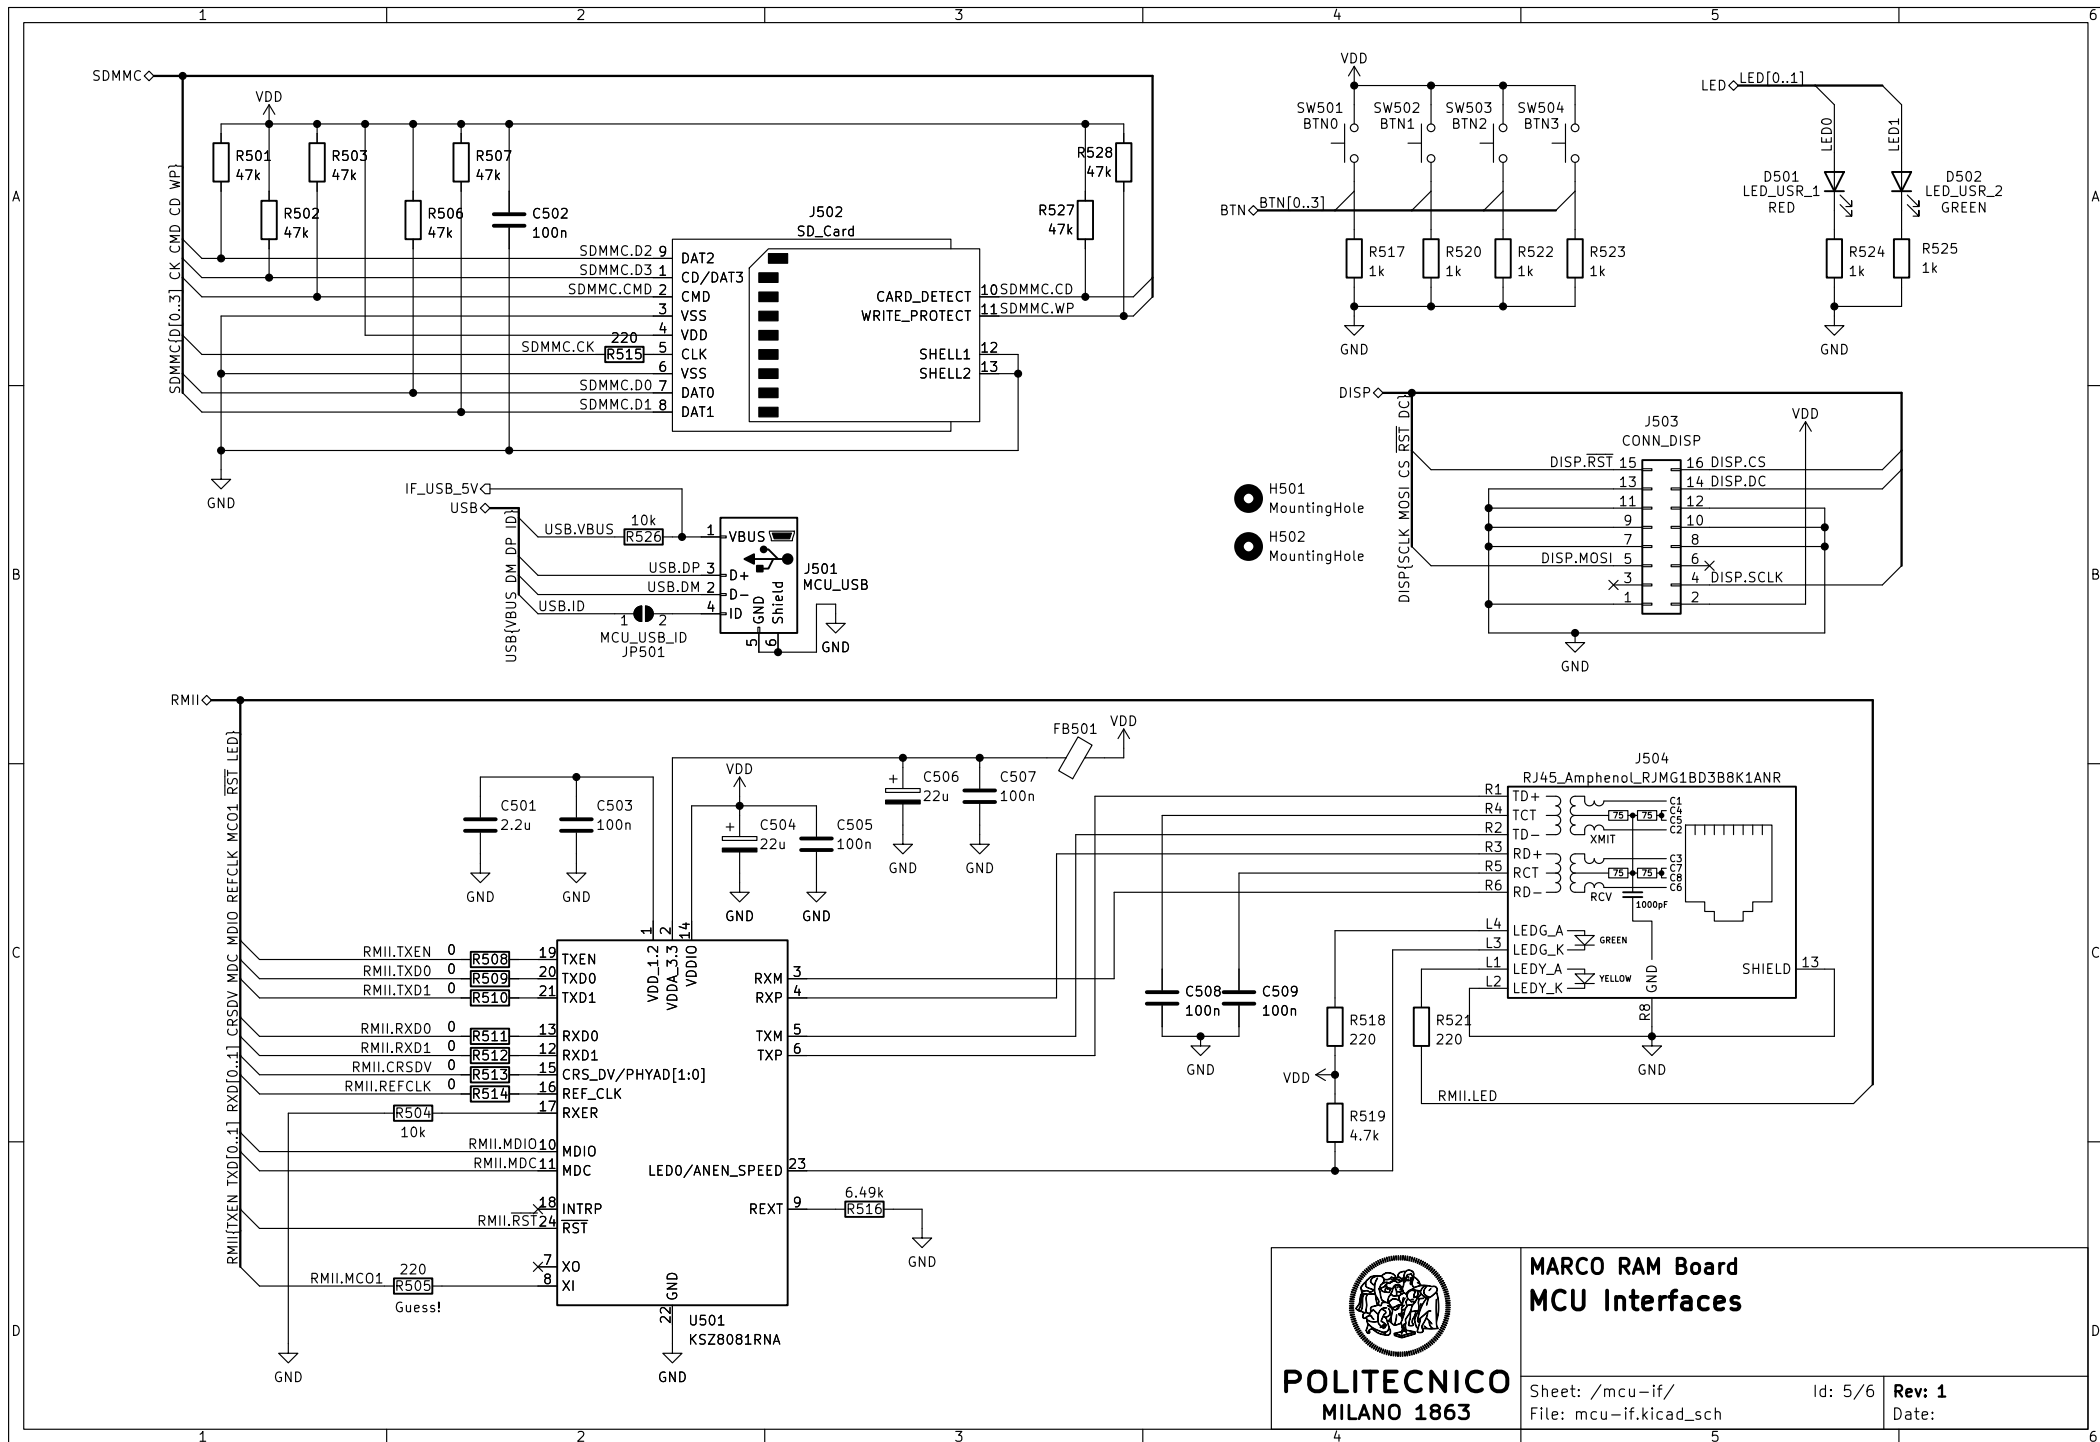 1 2 3 4 5 6
A
B
C
D
A
B
C
D
1 2 3 4 5 6
SDMMC
SDMMC{D[0..3] CK CMD CD WP}
VDD
R501
47k
R502
47k
R503
47k
R506
47k
R507
47k
C502
100n
R528
47k
R527
47k
J502
SD_Card
SDMMC.D2 9 DAT2
SDMMC.D3 1 CD/DAT3
SDMMC.CMD 2 CMD
3 VSS
4 VDD
SDMMC.CK 220 R515 5 CLK
6 VSS
SDMMC.D0 7 DAT0
SDMMC.D1 8 DAT1
CARD_DETECT 10 SDMMC.CD
WRITE_PROTECT 11 SDMMC.WP
SHELL1 12
SHELL2 13
GND
VDD
SW501
BTN0
SW502
BTN1
SW503
BTN2
SW504
BTN3
BTN BTN[0..3]
R517
1k
R520
1k
R522
1k
R523
1k
GND
LED LED[0..1]
LED0
LED1
D501
LED_USR_1
RED
D502
LED_USR_2
GREEN
R524
1k
R525
1k
GND
IF_USB_5V
USB
USB{VBUS DM DP ID}
USB.VBUS 10k R526 1 VBUS
USB.DP 3 D+
USB.DM 2 D-
USB.ID 1 2 4 ID
MCU_USB_ID
JP501
GND
Shield
5 6
J501
MCU_USB
GND
H501
MountingHole
H502
MountingHole
DISP
DISP{SCLK MOSI CS RST DC}
J503
CONN_DISP
VDD
DISP.RST 15 16 DISP.CS
13 14 DISP.DC
11 12
9 10
7 8
DISP.MOSI 5 6
3 4 DISP.SCLK
1 2
GND
RMII
RMII{TXEN TXD[0..1] RXD[0..1] CRSDV MDC MDIO REFCLK MCO1 RST LED}
C501
2.2u
GND
C503
100n
GND
VDD
C504
22u
+
GND
C505
100n
GND
C506
22u
+
GND
C507
100n
GND
FB501
VDD
1 VDD_1.2
2 VDDA_3.3
14 VDDIO
RMII.TXEN 0 R508 19 TXEN
RMII.TXD0 0 R509 20 TXD0
RMII.TXD1 0 R510 21 TXD1
RMII.RXD0 0 R511 13 RXD0
RMII.RXD1 0 R512 12 RXD1
RMII.CRSDV 0 R513 15 CRS_DV/PHYAD[1:0]
RMII.REFCLK 0 R514 16 REF_CLK
R504 17 RXER
10k
RMII.MDIO 10 MDIO
RMII.MDC 11 MDC
18 INTRP
RMII.RST 24 RST
7 XO
RMII.MCO1 220 R505 8 XI
Guess!
GND
RXM 3
RXP 4
TXM 5
TXP 6
LED0/ANEN_SPEED 23
REXT 9
6.49k
R516
GND
22 GND
U501
KSZ8081RNA
GND
C508
100n
C509
100n
GND
R518
220
VDD
R519
4.7k
R521
220
RMII.LED
J504
RJ45_Amphenol_RJMG1BD3B8K1ANR
R1 TD+
R4 TCT
R2 TD-
R3 RD+
R5 RCT
R6 RD-
L4 LEDG_A
L3 LEDG_K
L1 LEDY_A
L2 LEDY_K
75 75
XMIT
75 75
RCV
1000pF
C1
C4
C5
C2
C3
C7
C8
C6
GREEN
YELLOW
GND
R8
SHIELD 13
GND
POLITECNICO
MILANO 1863
MARCO RAM Board
MCU Interfaces
Sheet: /mcu-if/
Id: 5/6
Rev: 1
File: mcu-if.kicad_sch
Date: